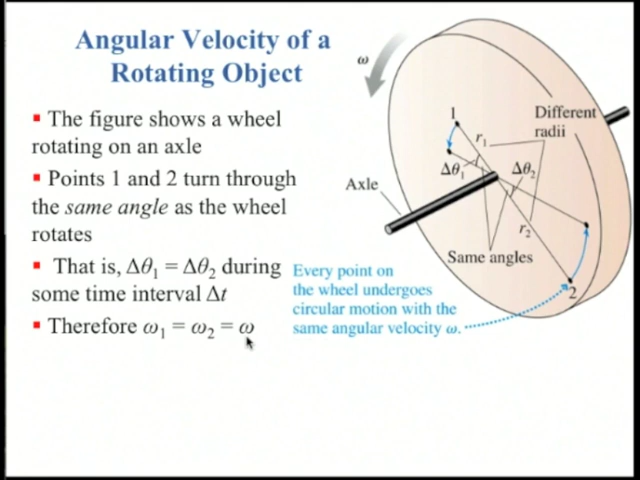 Angular Velocity of a
Rotating Object
▪ The figure shows a wheel
rotating on an axle
▪ Points 1 and 2 turn through
the same angle as the wheel
rotates
▪ That is, Δθ₁ = Δθ₂ during
some time interval Δt
▪ Therefore ω₁ = ω₂ = ω
ω
1
Different
radii
r₁
Δθ₁
Δθ₂
Axle
r₂
Same angles
2
Every point on
the wheel undergoes
circular motion with the
same angular velocity ω.